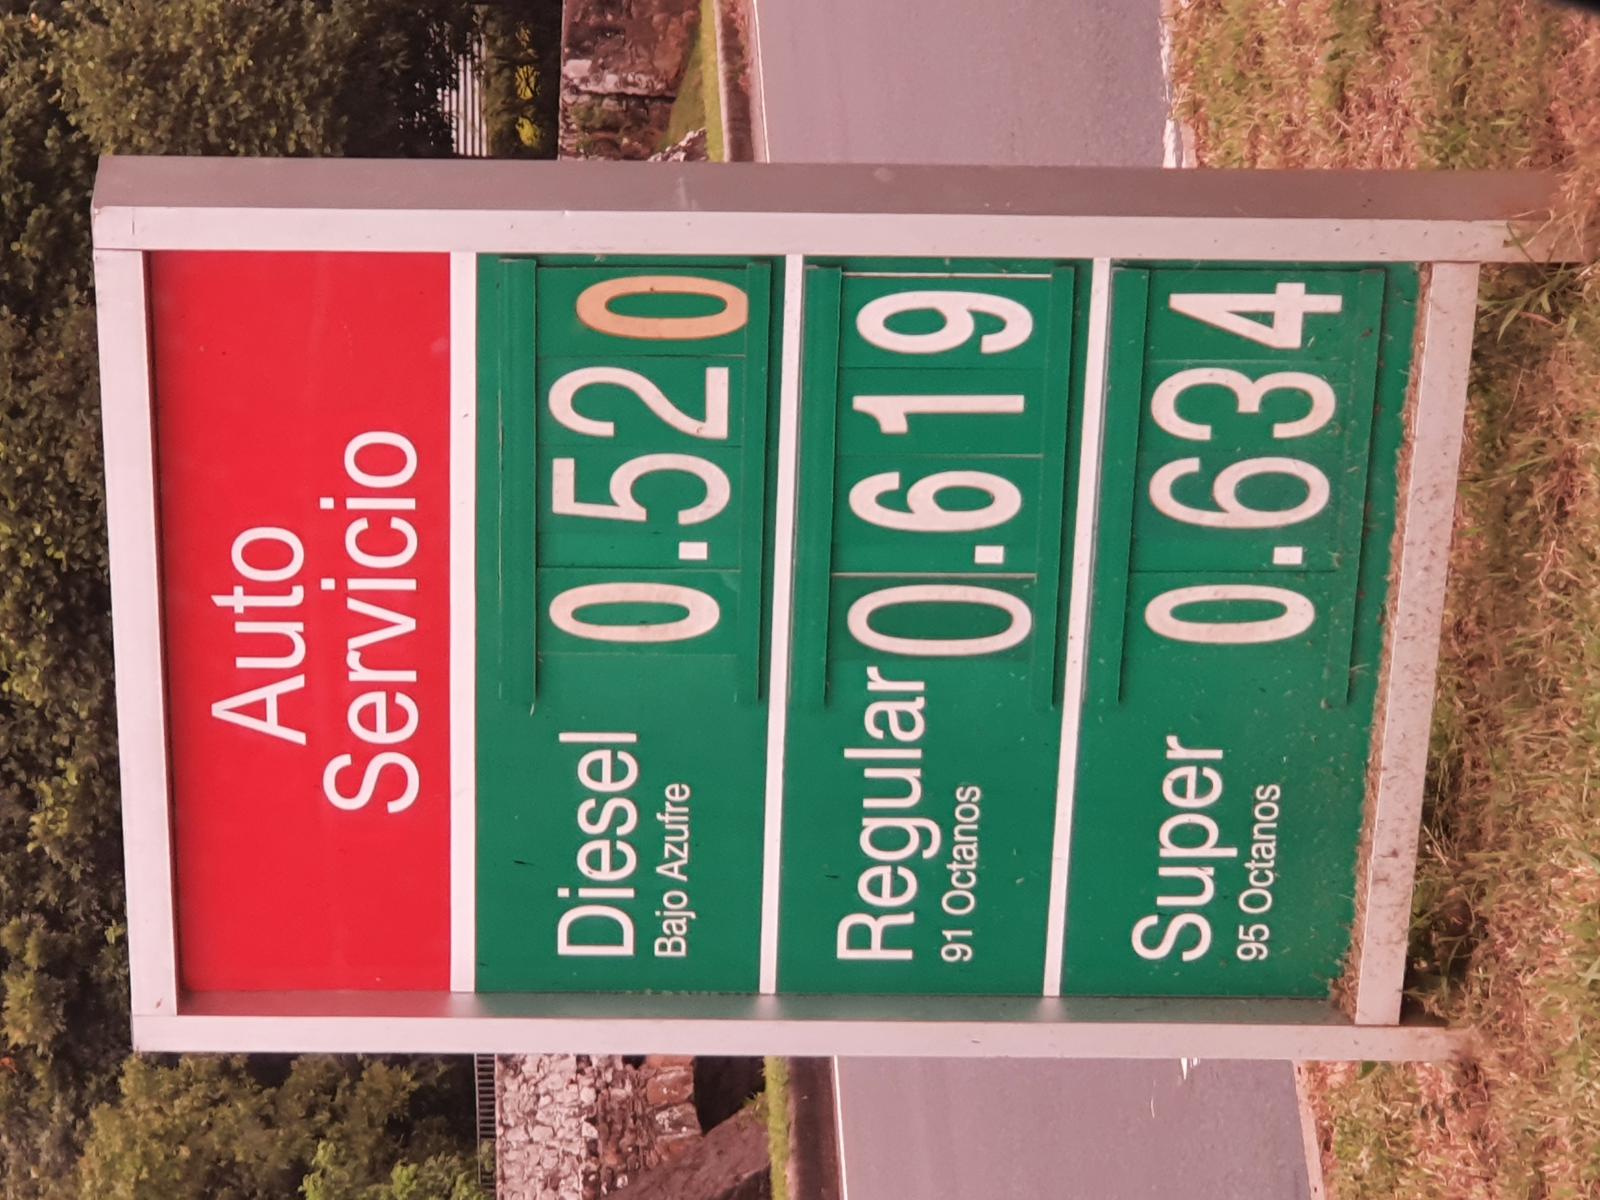 Auto
Servicio
Diesel 0.520
Bajo Azufre
Regular 0.619
91 Octanos
Super 0.634
95 Octanos